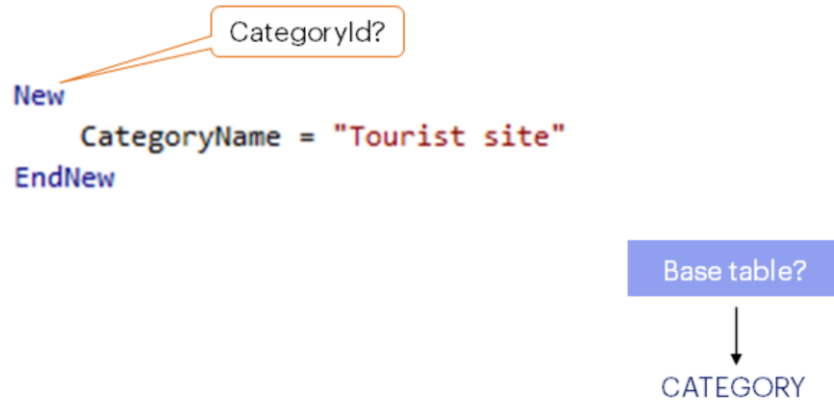 CategoryId?
New
CategoryName = "Tourist site"
EndNew
Base table?
CATEGORY